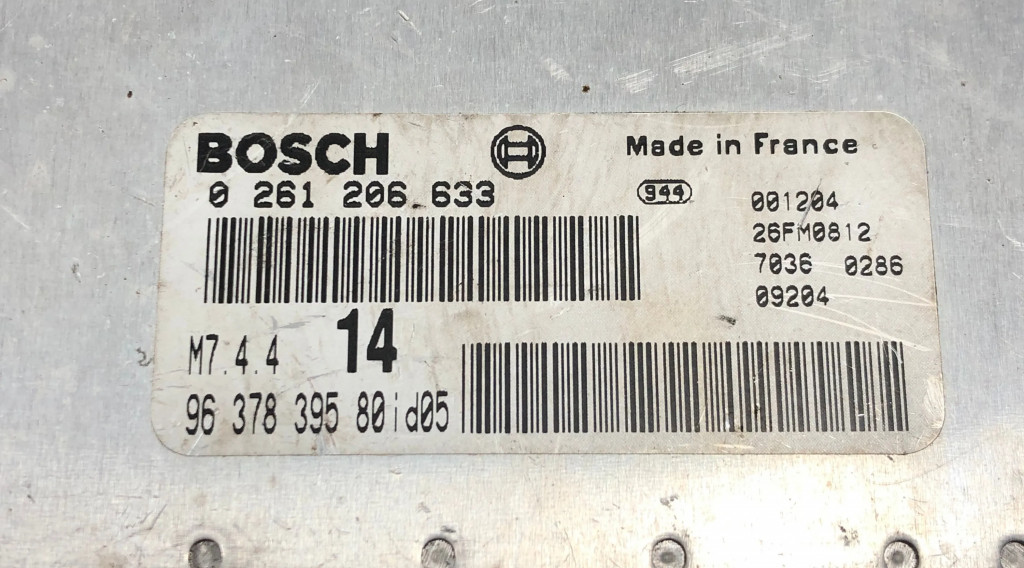 BOSCH
Made in France
0 261 206 633
944
001204
26FM0812
7036 0286
09204
M7.4.4
14
96 378 395 80id05